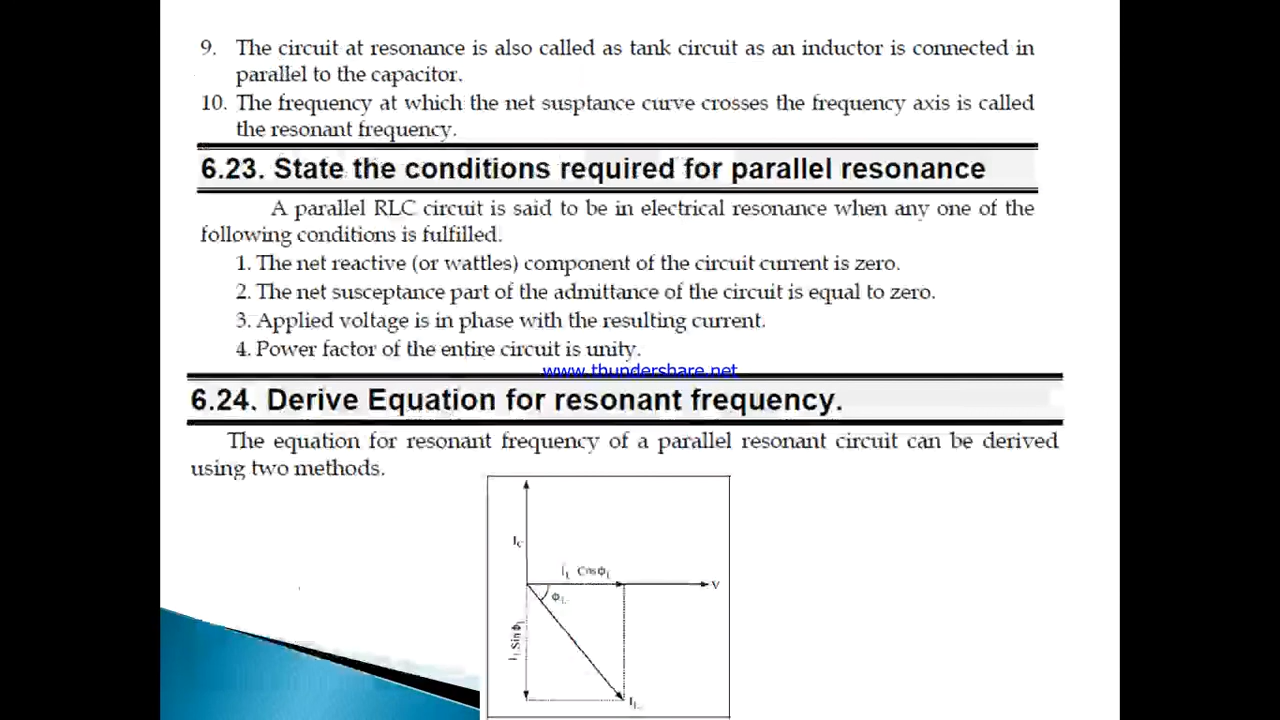 9. The circuit at resonance is also called as tank circuit as an inductor is connected in
parallel to the capacitor.
10. The frequency at which the net susptance curve crosses the frequency axis is called
the resonant frequency.
6.23. State the conditions required for parallel resonance
A parallel RLC circuit is said to be in electrical resonance when any one of the
following conditions is fulfilled.
1. The net reactive (or wattles) component of the circuit current is zero.
2. The net susceptance part of the admittance of the circuit is equal to zero.
3. Applied voltage is in phase with the resulting current.
4. Power factor of the entire circuit is unity.
www.thundershare.net
6.24. Derive Equation for resonant frequency.
The equation for resonant frequency of a parallel resonant circuit can be derived
using two methods.
I_C
I_L Cosϕ_L
V
ϕ_L
I_L Sinϕ_L
I_L